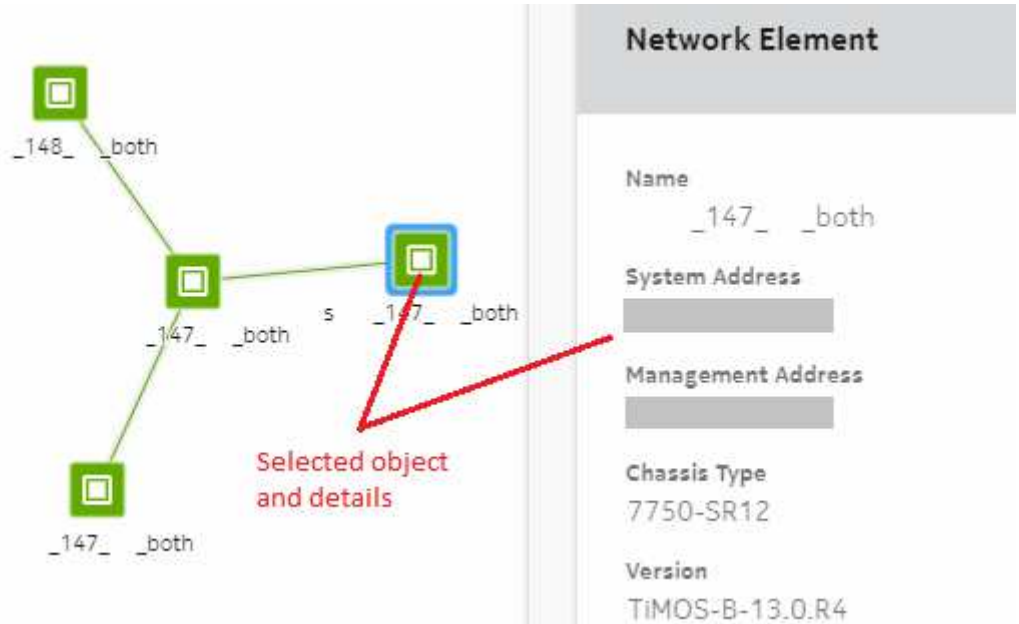 _148_ _both
_147_ _both
s _147_ _both
_147_ _both
Selected object
and details
Network Element
Name
_147_ _both
System Address
Management Address
Chassis Type
7750-SR12
Version
TiMOS-B-13.0.R4